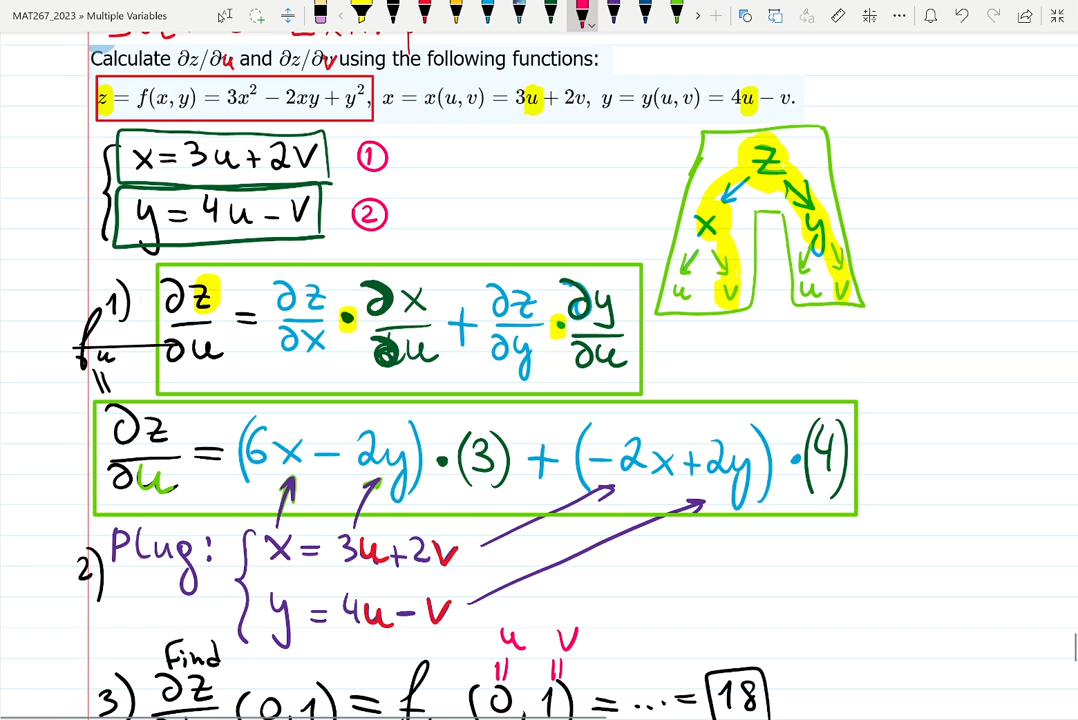 MAT267_2023 » Multiple Variables
Calculate ∂z/∂u and ∂z/∂v using the following functions:
z = f(x, y) = 3x² − 2xy + y², x = x(u, v) = 3u + 2v, y = y(u, v) = 4u − v.
x = 3u + 2v ①
y = 4u − v ②
z
x y
u v u v
1) ∂z/∂u = ∂z/∂x · ∂x/∂u + ∂z/∂y · ∂y/∂u
fu
=
∂z/∂u = (6x − 2y) · (3) + (−2x + 2y) · (4)
2) Plug: { x = 3u + 2v
y = 4u − v
u v
= =
Find
3) ∂z (0, 1) = f (0, 1) = ... = 18